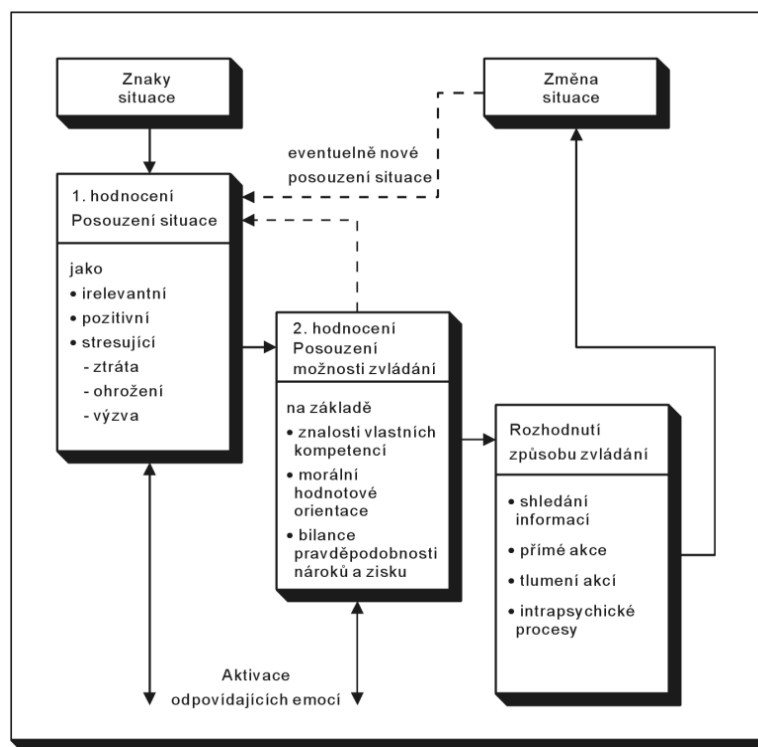 Znaky
situace
Změna
situace
eventuelně nové
posouzení situace
1. hodnocení
Posouzení situace
jako
• irelevantní
• pozitivní
• stresující
- ztráta
- ohrožení
- výzva
2. hodnocení
Posouzení
možnosti zvládání
na základě
• znalosti vlastních
kompetencí
• morální
hodnotové
orientace
• bilance
pravděpodobnosti
nároků a zisku
Rozhodnutí
způsobu zvládání
• shledání
informací
• přímé akce
• tlumení akcí
• intrapsychické
procesy
Aktivace
odpovídajících emocí